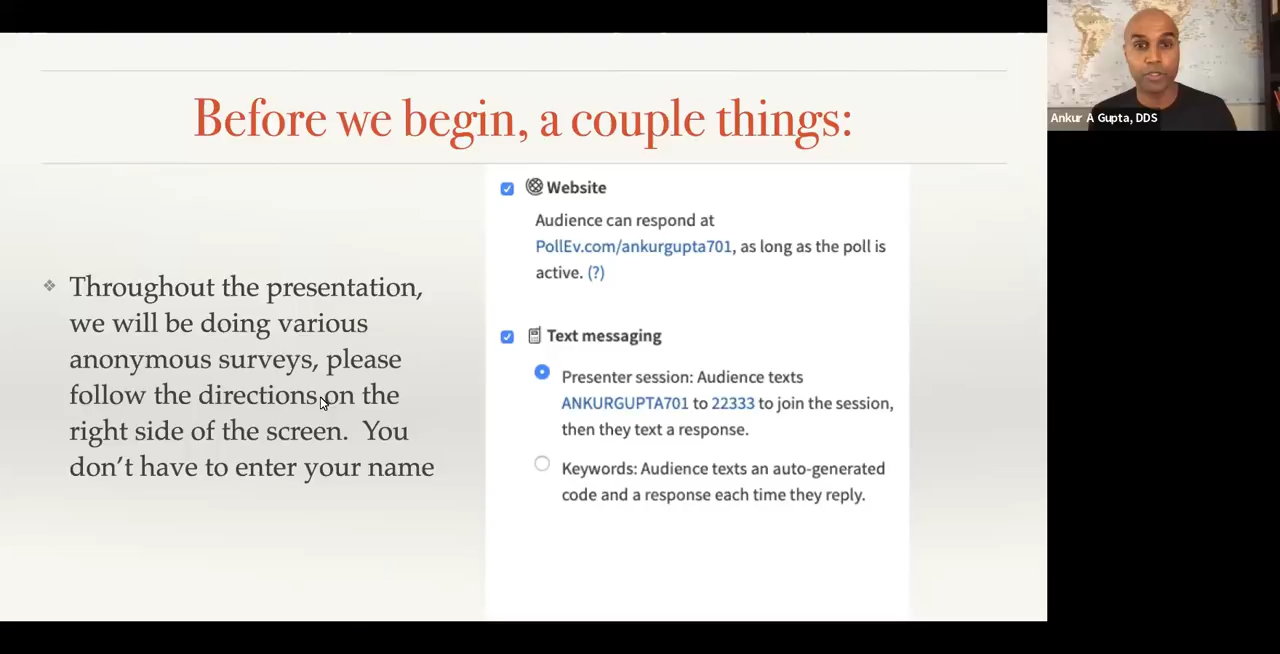 Before we begin, a couple things:
Throughout the presentation,
we will be doing various
anonymous surveys, please
follow the directions on the
right side of the screen.  You
don't have to enter your name
Website
Audience can respond at
PollEv.com/ankurgupta701, as long as the poll is
active. (?)
Text messaging
Presenter session: Audience texts
ANKURGUPTA701 to 22333 to join the session,
then they text a response.
Keywords: Audience texts an auto-generated
code and a response each time they reply.
Ankur A Gupta, DDS